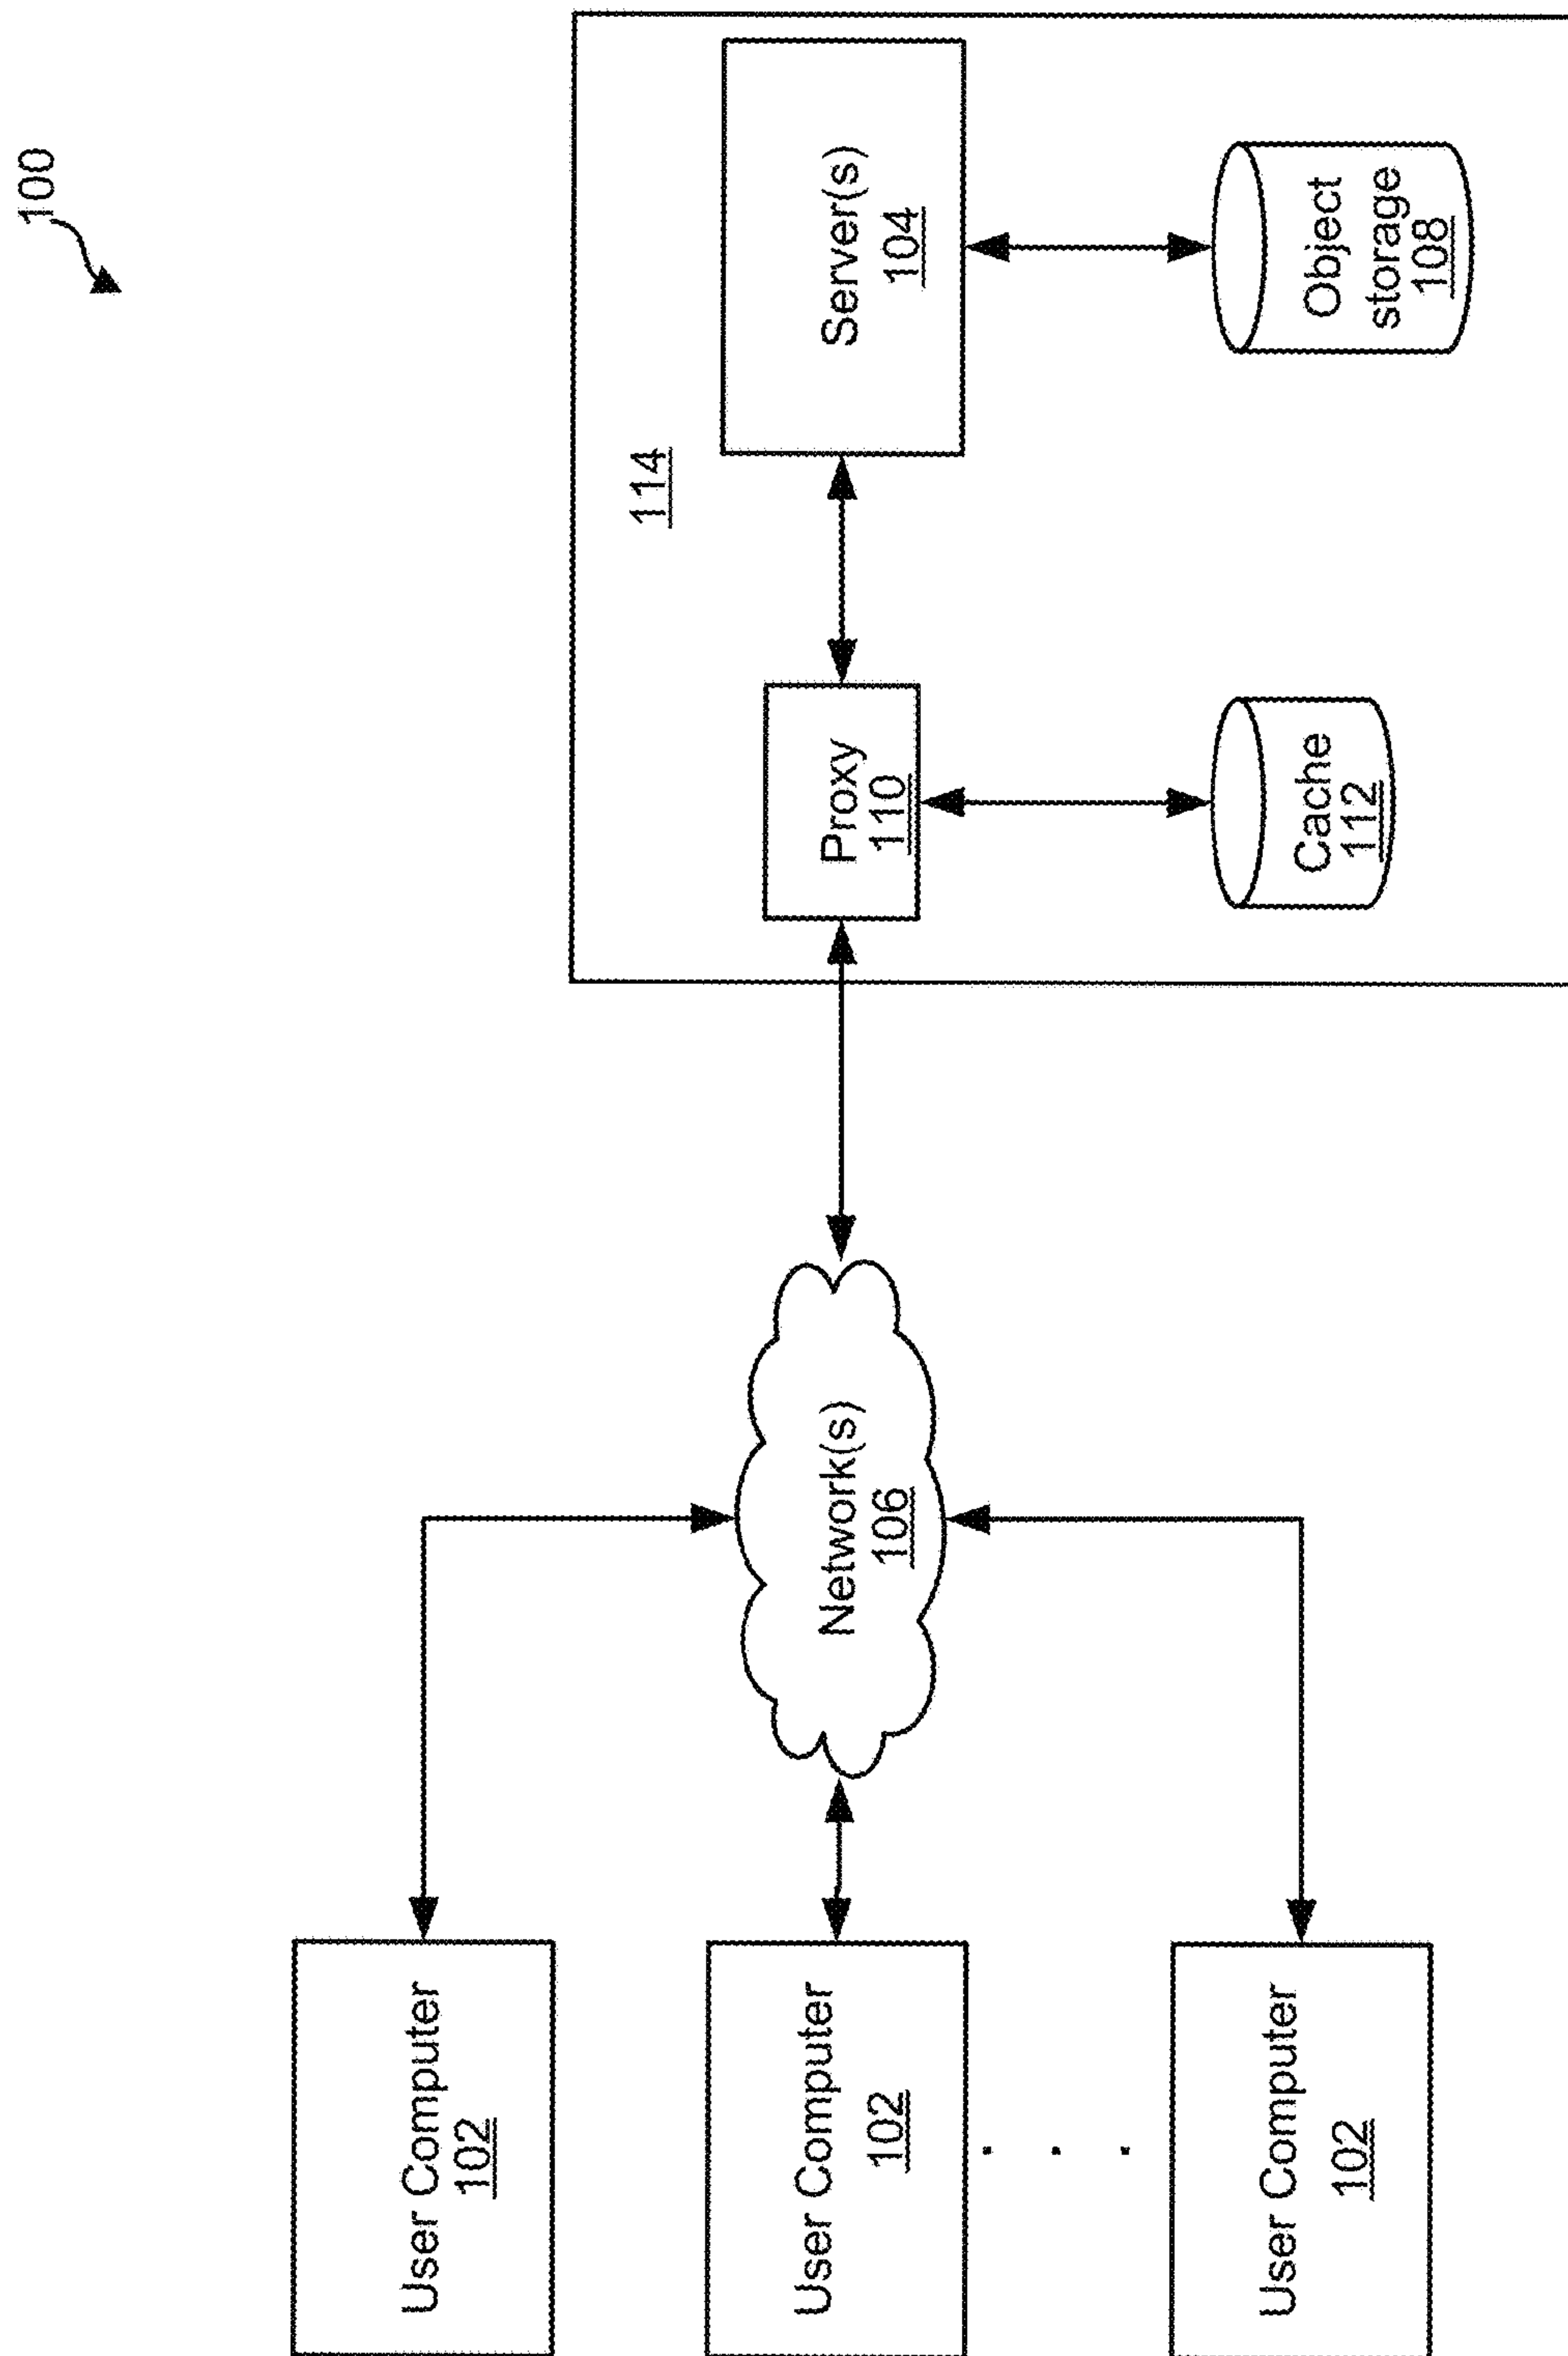 100
User Computer
102
User Computer
102
. . .
User Computer
102
Network(s)
106
114
Proxy
110
Cache
112
Server(s)
104
Object
storage
108